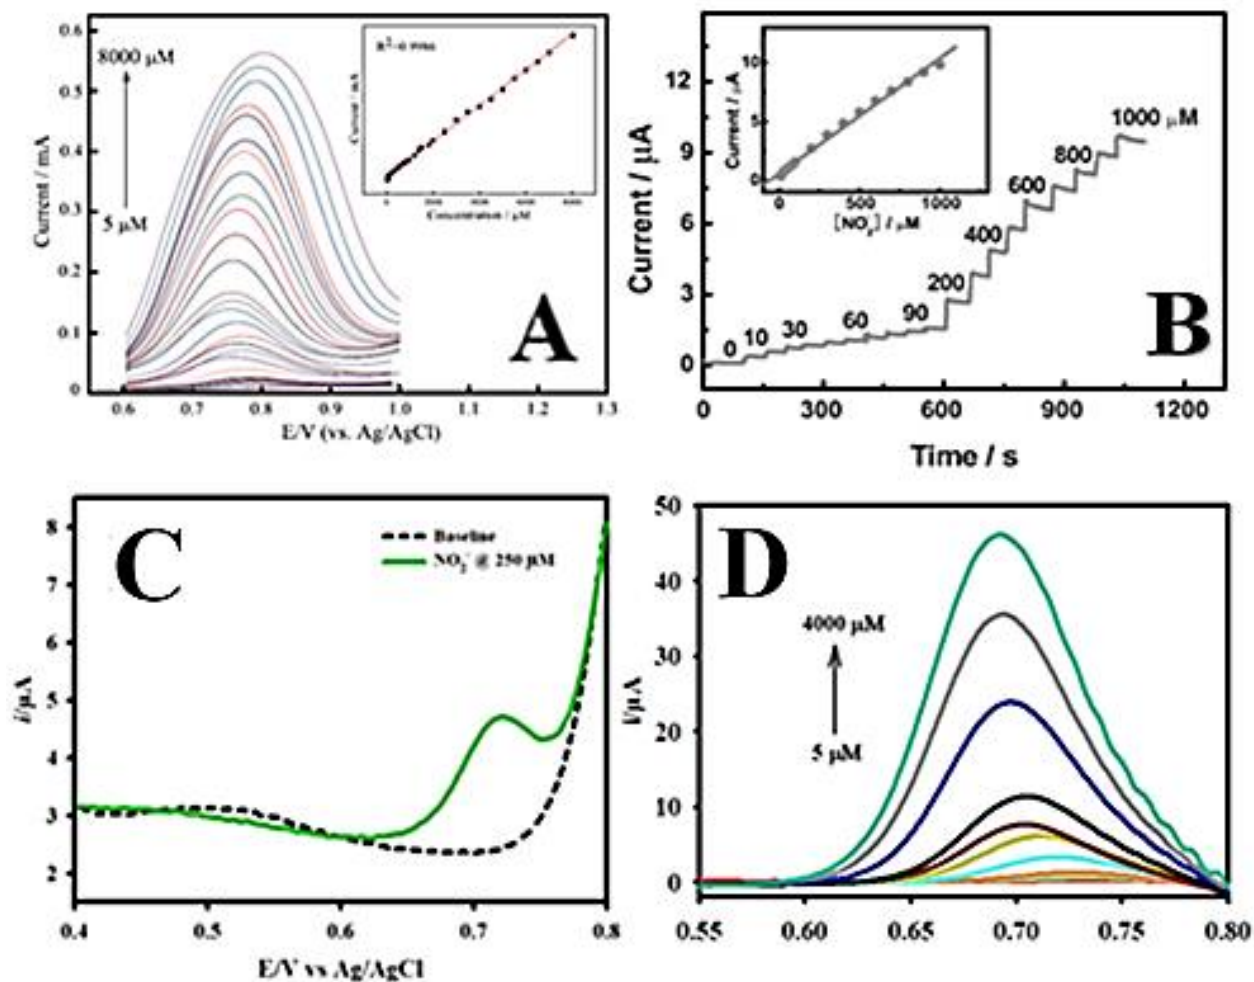 0.6
0.5
0.4
0.3
0.2
0.1
0
Current / mA
8000 μM
5 μM
0.6 0.7 0.8 0.9 1.0 1.1 1.2 1.3
E/V (vs. Ag/AgCl)
Current / mA
Concentration / μM
A
12
9
6
3
0
Current / μA
10
5
0
Current / μA
0 500 1000
[NO₂⁻] / μM
0
10
30
60
90
200
400
600
800
1000 μM
B
0 300 600 900 1200
Time / s
C
8
7
6
5
4
3
2
i/μA
Baseline
NO₂⁻ @ 250 μM
0.4 0.5 0.6 0.7 0.8
E/V vs Ag/AgCl
D
50
40
30
20
10
0
I/μA
4000 μM
5 μM
0.55 0.60 0.65 0.70 0.75 0.80